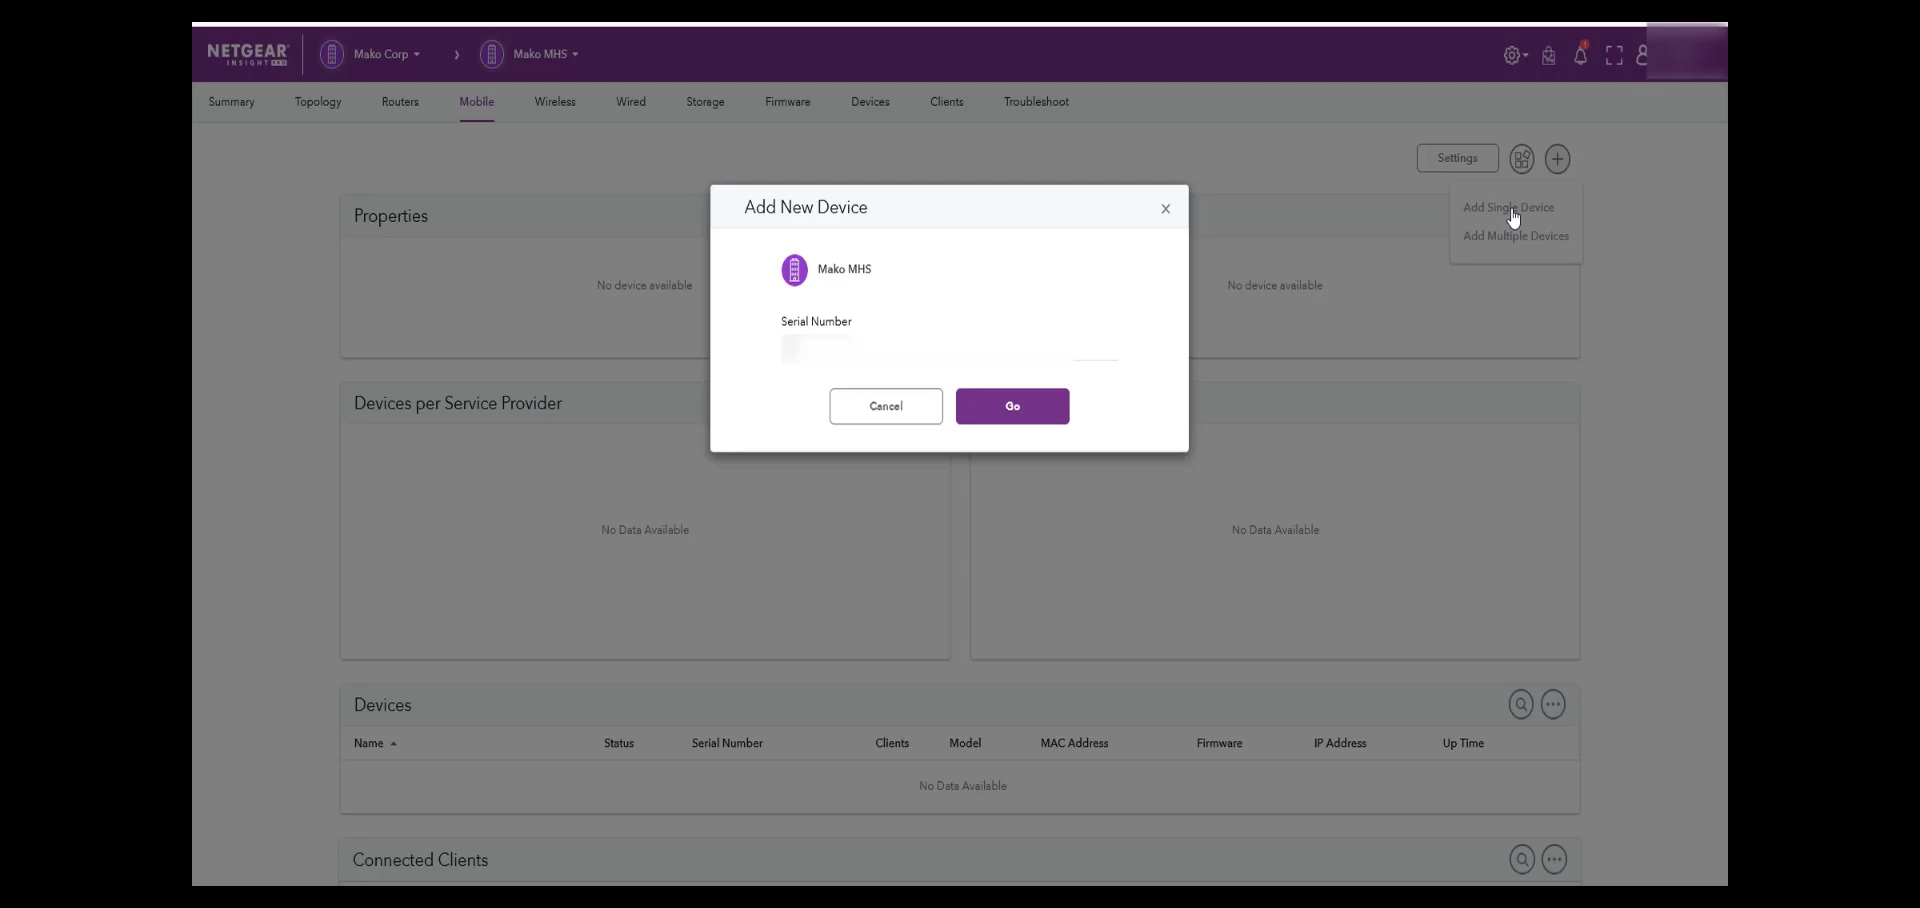 NETGEAR
INSIGHT PRO
Mako Corp
Mako MHS
1
Summary
Topology
Routers
Mobile
Wireless
Wired
Storage
Firmware
Devices
Clients
Troubleshoot
Settings
Add Single Device
Add Multiple Devices
Properties
No device available
No device available
Add New Device
X
Mako MHS
Serial Number
Cancel
Go
Devices per Service Provider
No Data Available
No Data Available
Devices
Name
Status
Serial Number
Clients
Model
MAC Address
Firmware
IP Address
Up Time
No Data Available
Connected Clients